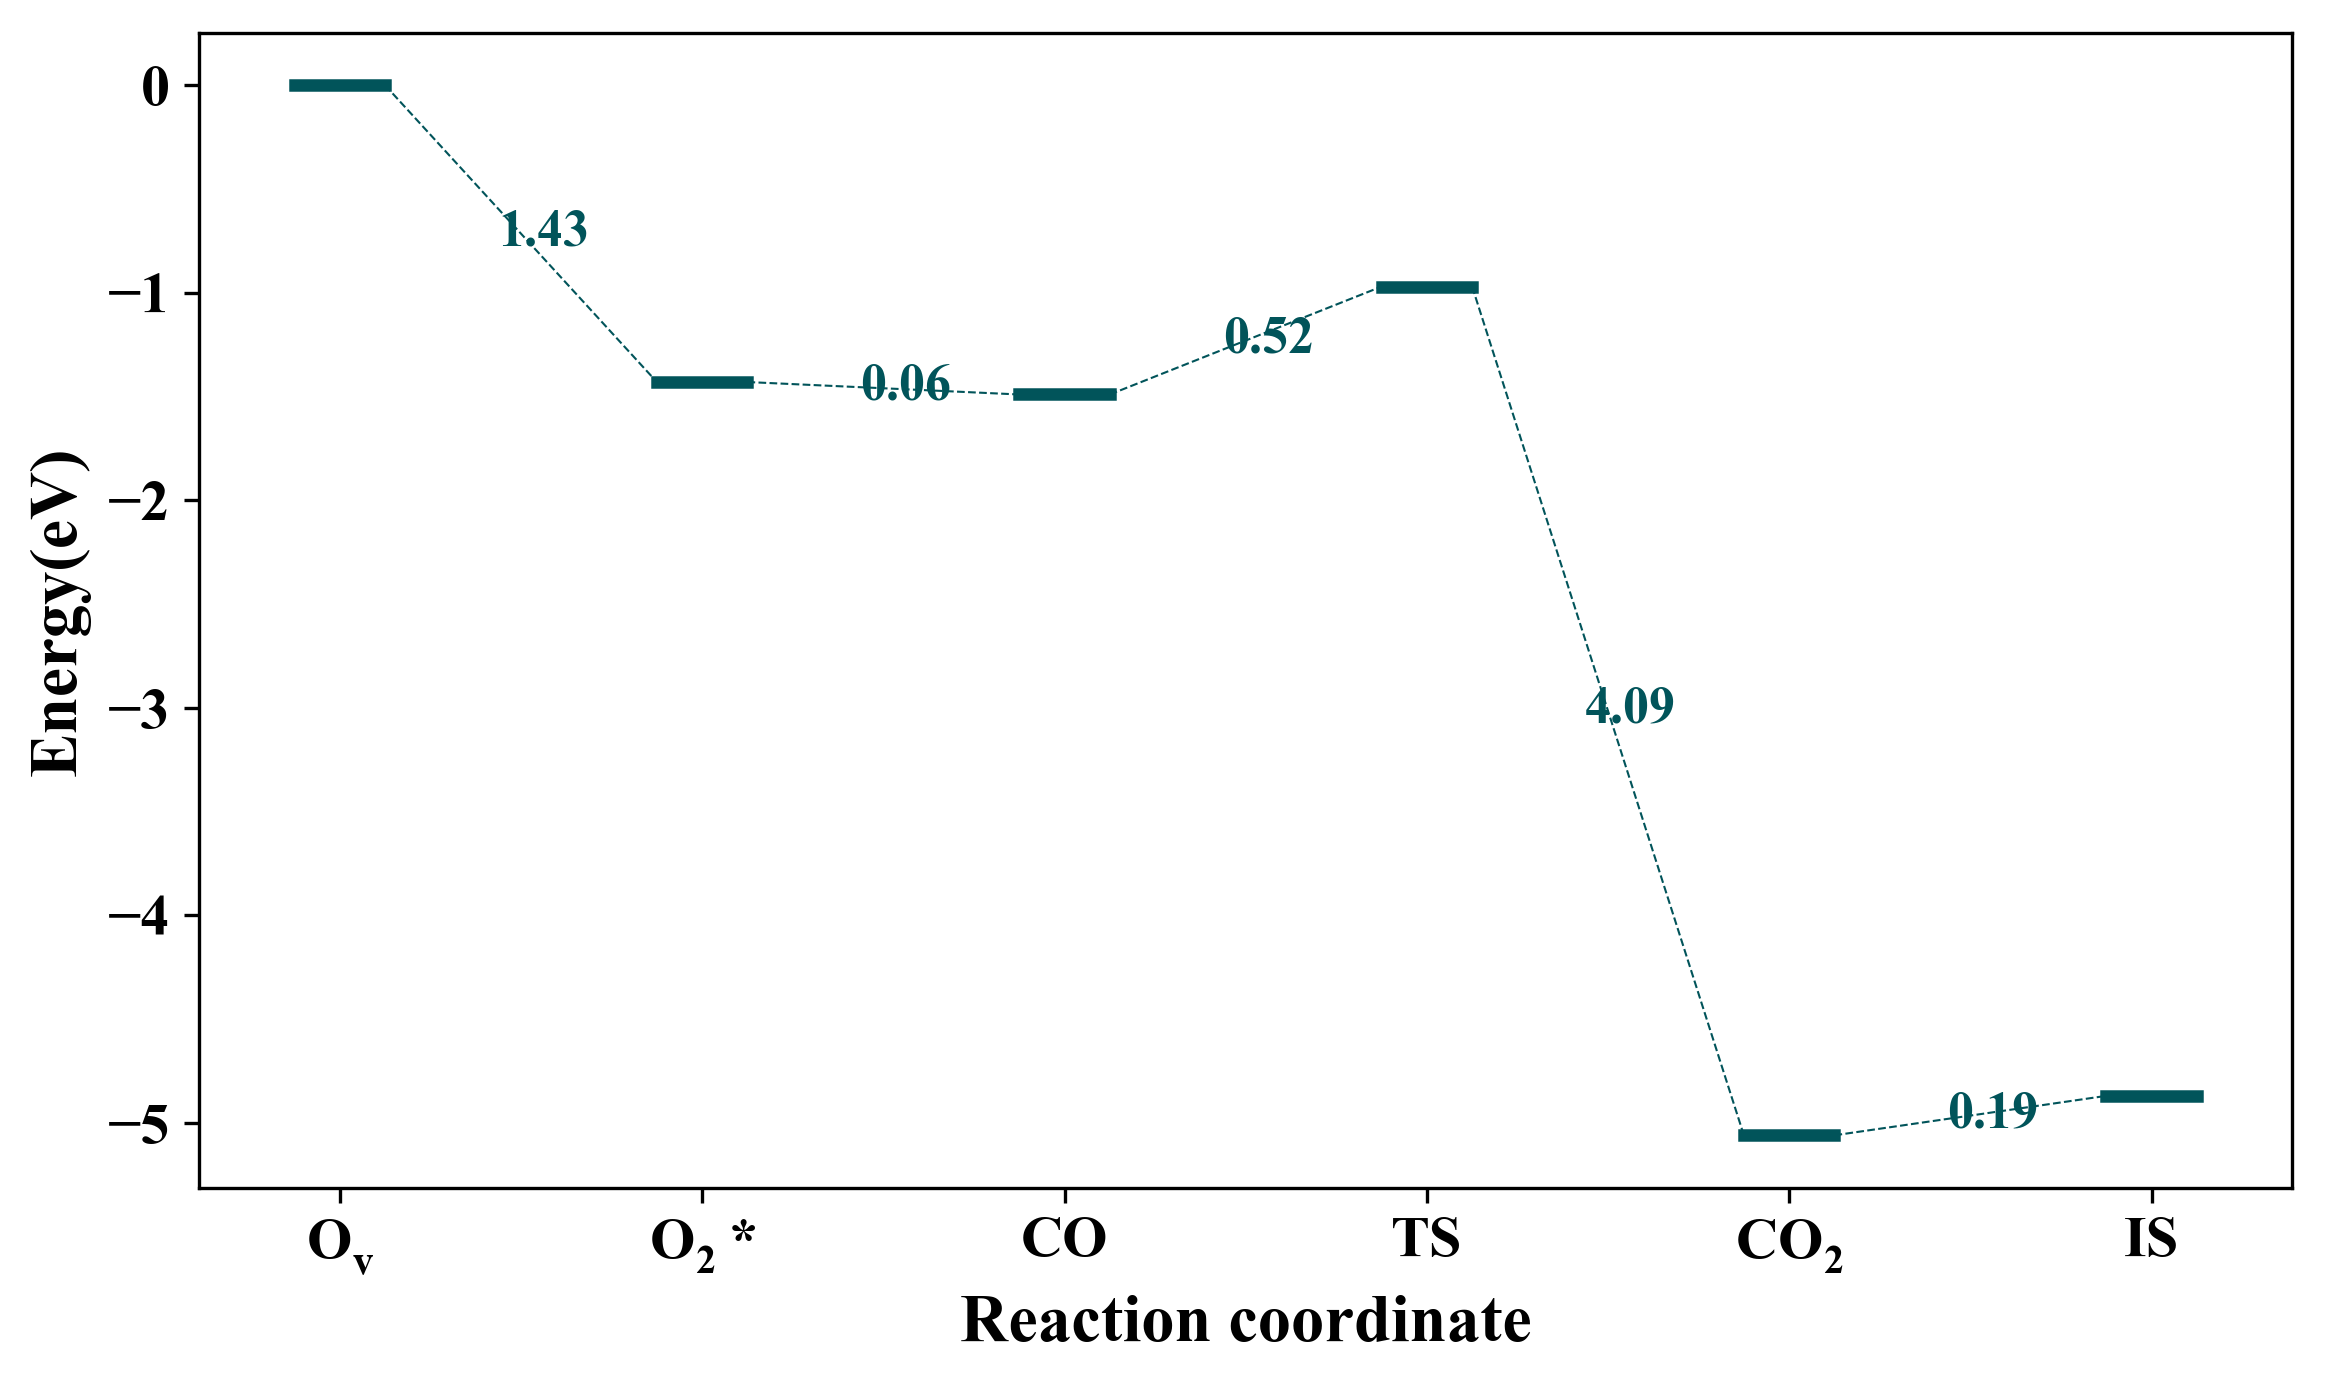 0
−1
−2
−3
−4
−5
Energy(eV)
1.43
0.06
0.52
4.09
0.19
Oᵥ
O₂ *
CO
TS
CO₂
IS
Reaction coordinate